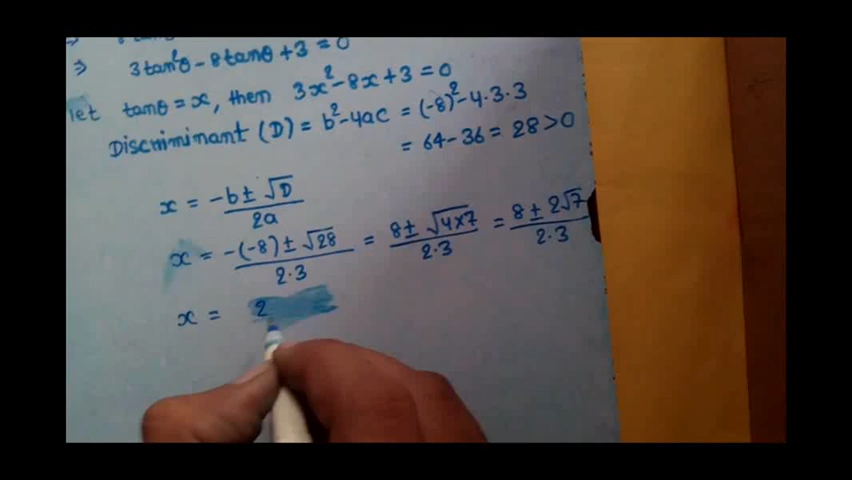 ⇒ 3tan²θ - 8tanθ + 3 = 0
let tanθ = x, then 3x² - 8x + 3 = 0
Discriminant (D) = b² - 4ac = (-8)² - 4·3·3
= 64 - 36 = 28 > 0
x = -b ± √D / 2a
x = -(-8) ± √28 / 2·3 = 8 ± √4×7 / 2·3 = 8 ± 2√7 / 2·3
x = 2